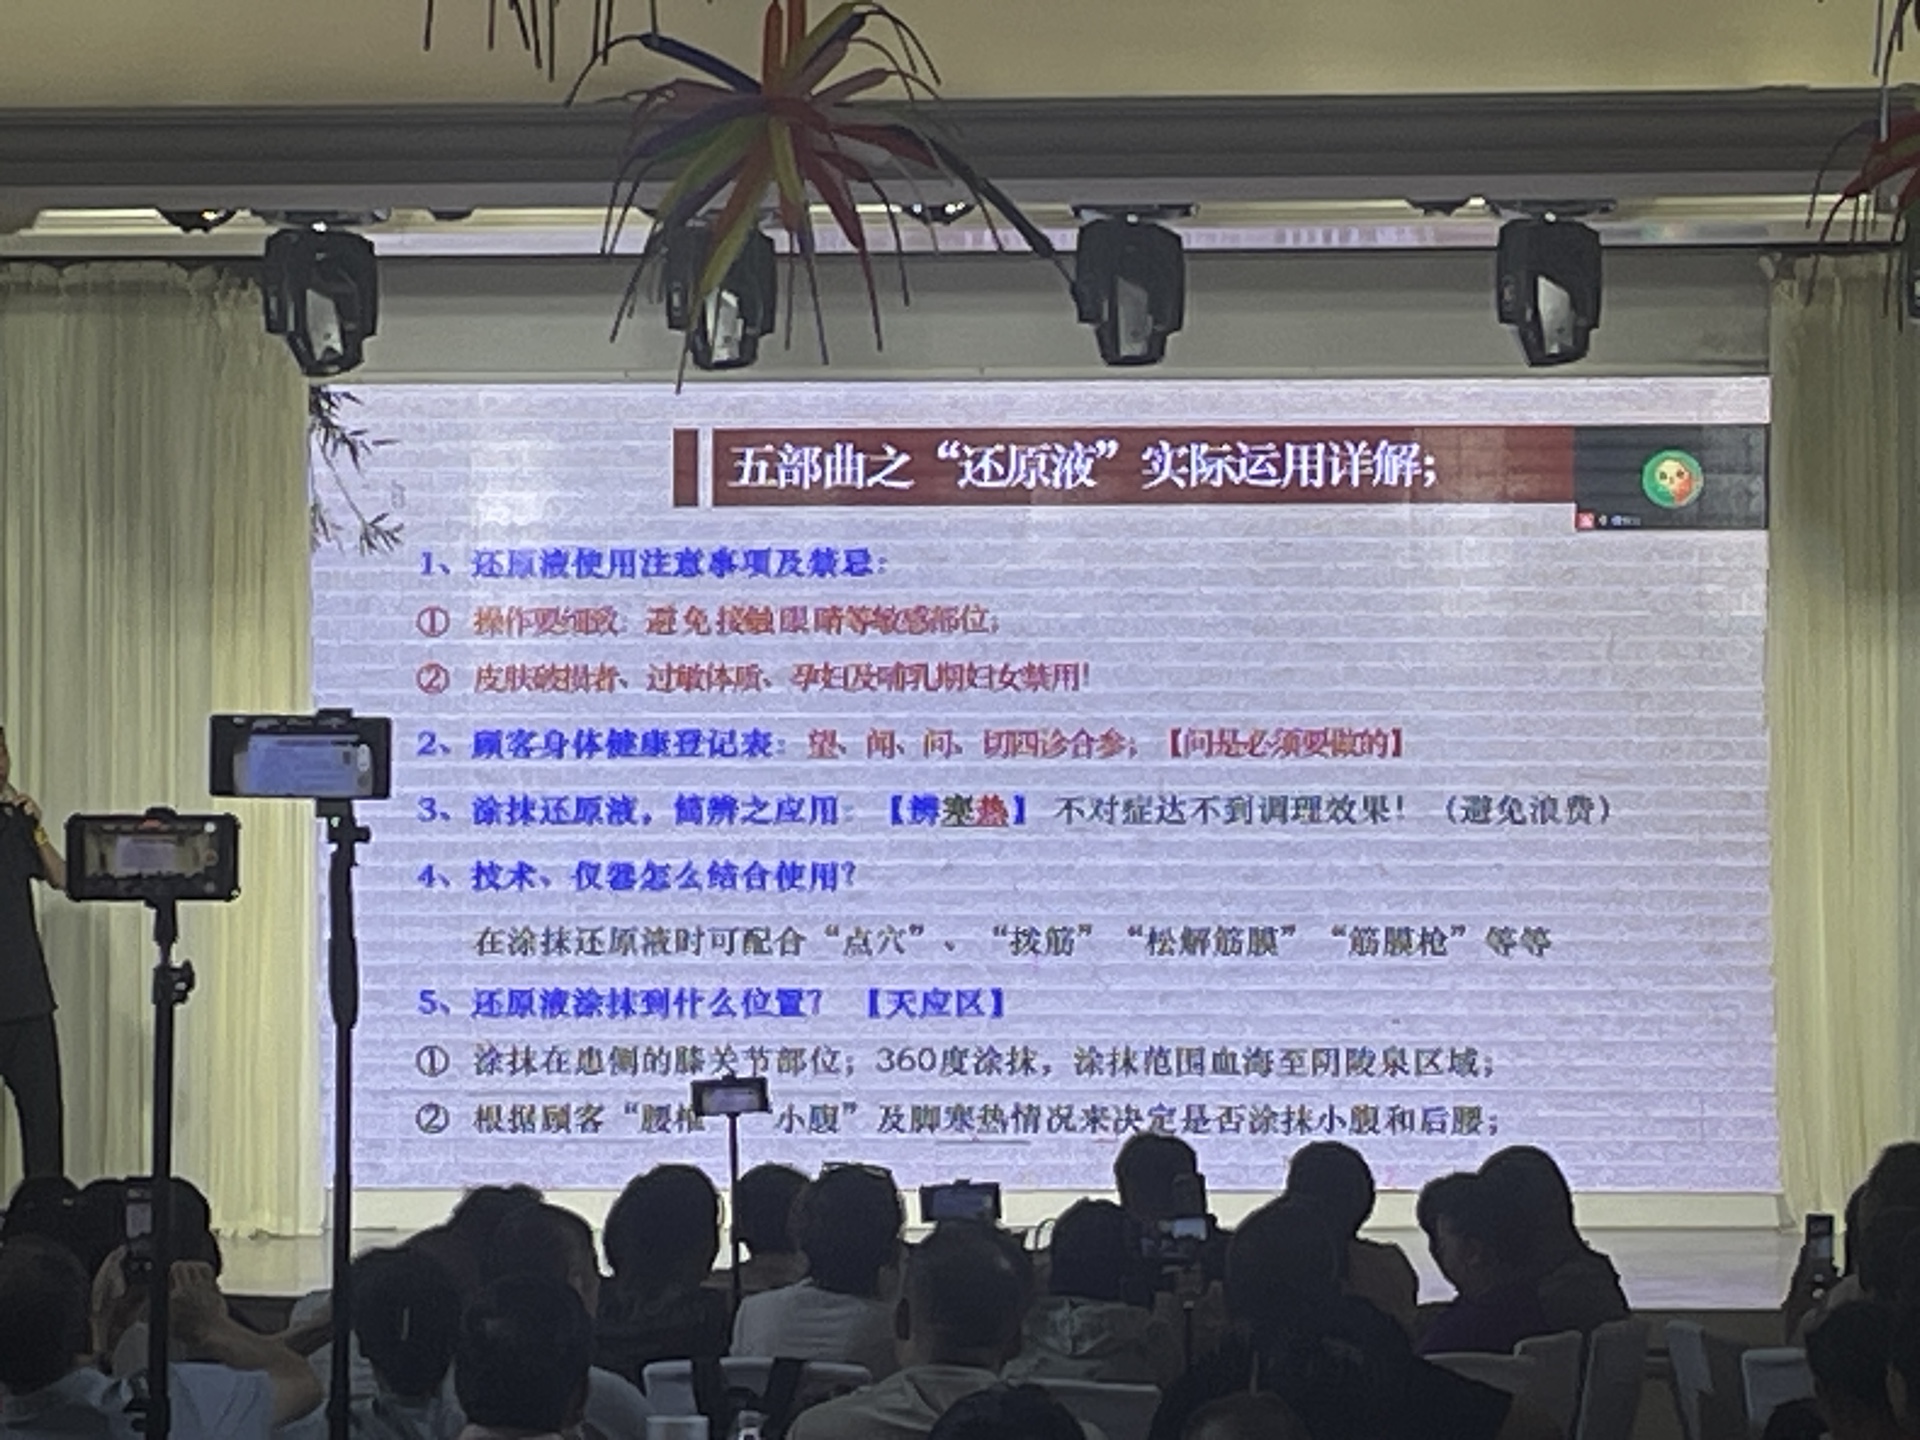 五部曲之“还原液”实际运用详解；
1、还原液使用注意事项及禁忌：
① 操作要细致 避免接触眼睛等敏感部位；
② 皮肤破损者、过敏体质、孕妇及哺乳期妇女禁用！
2、顾客身体健康登记表：望、闻、问、切四诊合参；【问是必须要做的】
3、涂抹还原液，简辨之应用：【辨寒热】 不对症达不到调理效果！（避免浪费）
4、技术、仪器怎么结合使用？
在涂抹还原液时可配合“点穴”、“拨筋”“松解筋膜”“筋膜枪”等等
5、还原液涂抹到什么位置？【天应区】
① 涂抹在患侧的膝关节部位；360度涂抹，涂抹范围血海至阴陵泉区域；
② 根据顾客“腰椎 小腹”及脚寒热情况来决定是否涂抹小腹和后腰；